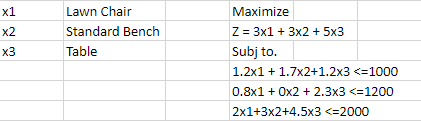 x1 Lawn Chair Maximize
x2 Standard Bench Z = 3x1 + 3x2 + 5x3
x3 Table Subj to.
1.2x1 + 1.7x2+1.2x3 <=1000
0.8x1 + 0x2 + 2.3x3 <=1200
2x1+3x2+4.5x3 <=2000